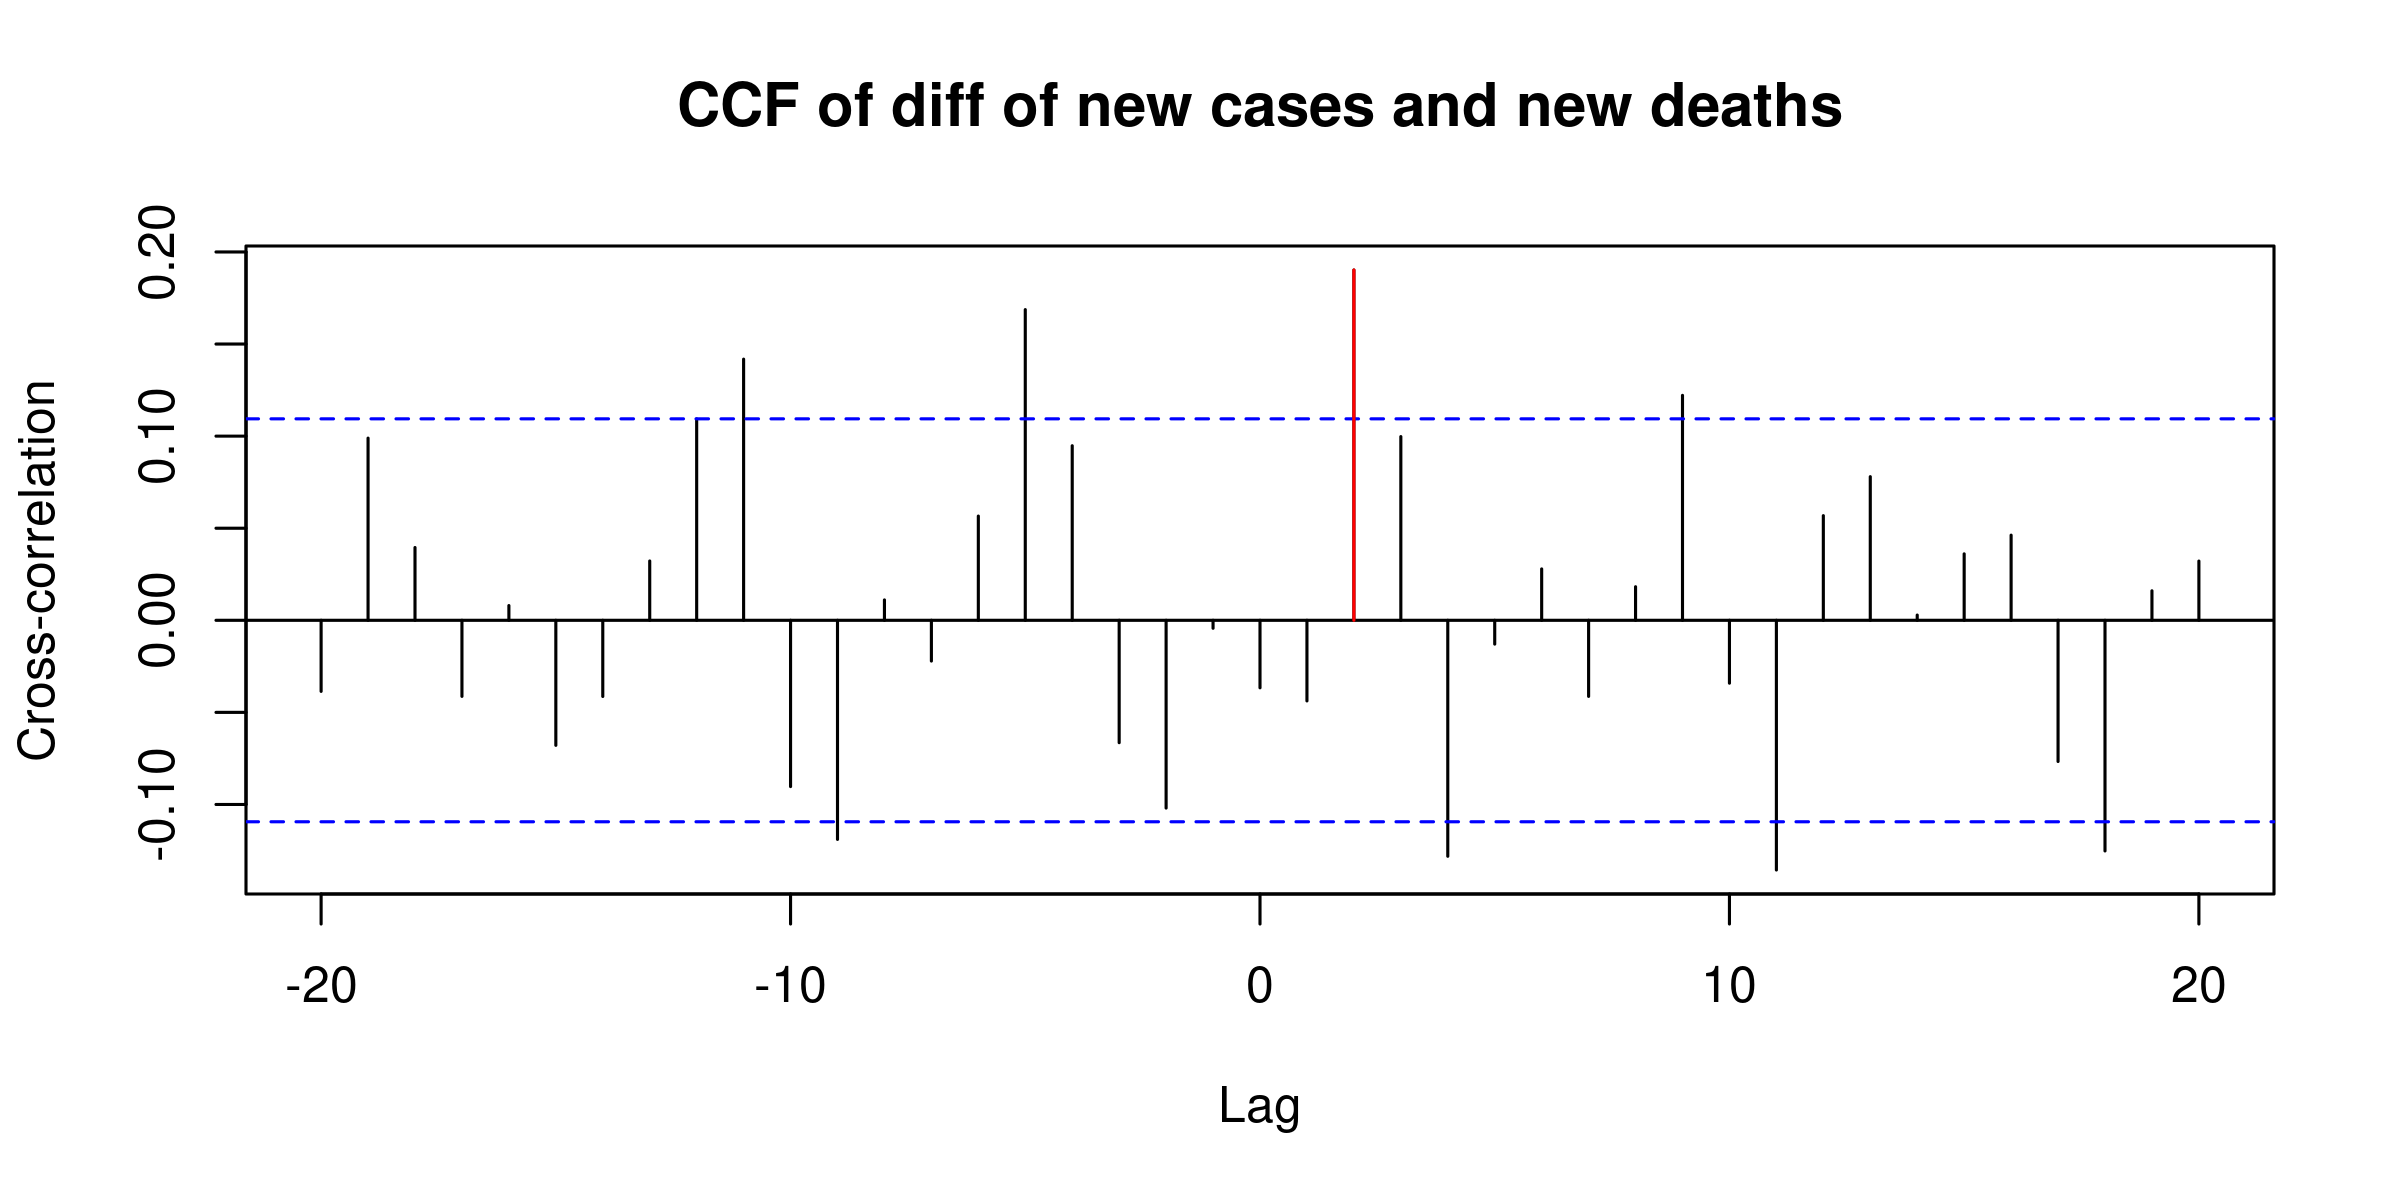 CCF of diff of new cases and new deaths
Cross-correlation
0.20
0.10
0.00
-0.10
-20 -10 0 10 20
Lag